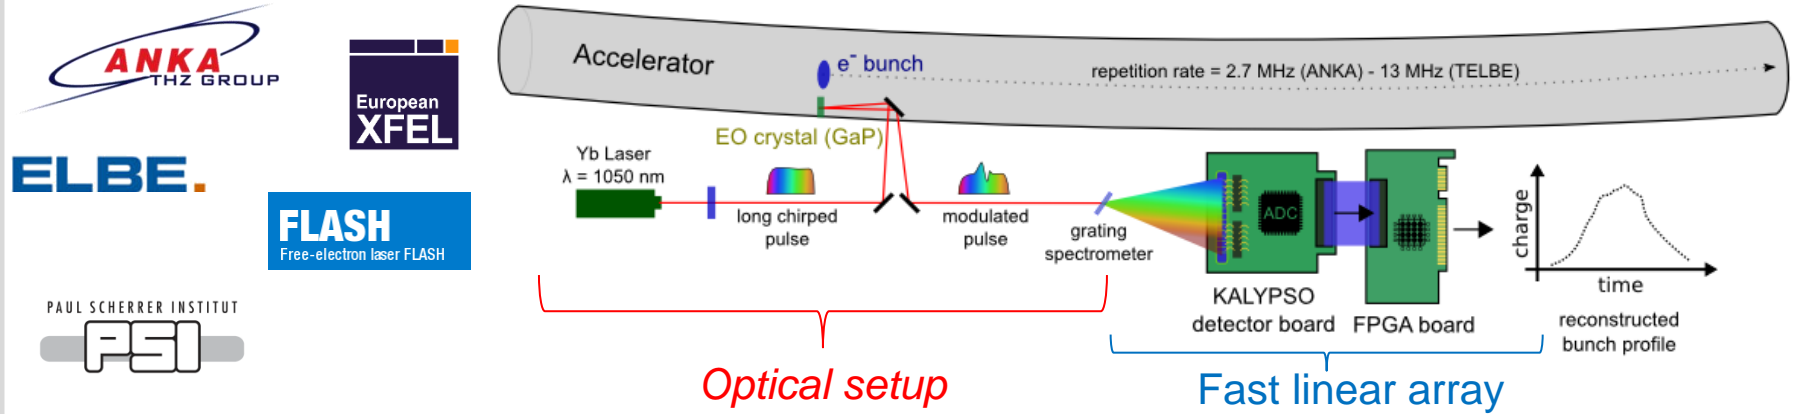 ANKA
THZ GROUP
European
XFEL
ELBE.
FLASH
Free-electron laser FLASH
PAUL SCHERRER INSTITUT
PSI
Accelerator
e⁻ bunch
repetition rate = 2.7 MHz (ANKA) - 13 MHz (TELBE)
EO crystal (GaP)
Yb Laser
λ = 1050 nm
long chirped
pulse
modulated
pulse
grating
spectrometer
ADC
KALYPSO
detector board
FPGA board
charge
time
reconstructed
bunch profile
Optical setup
Fast linear array